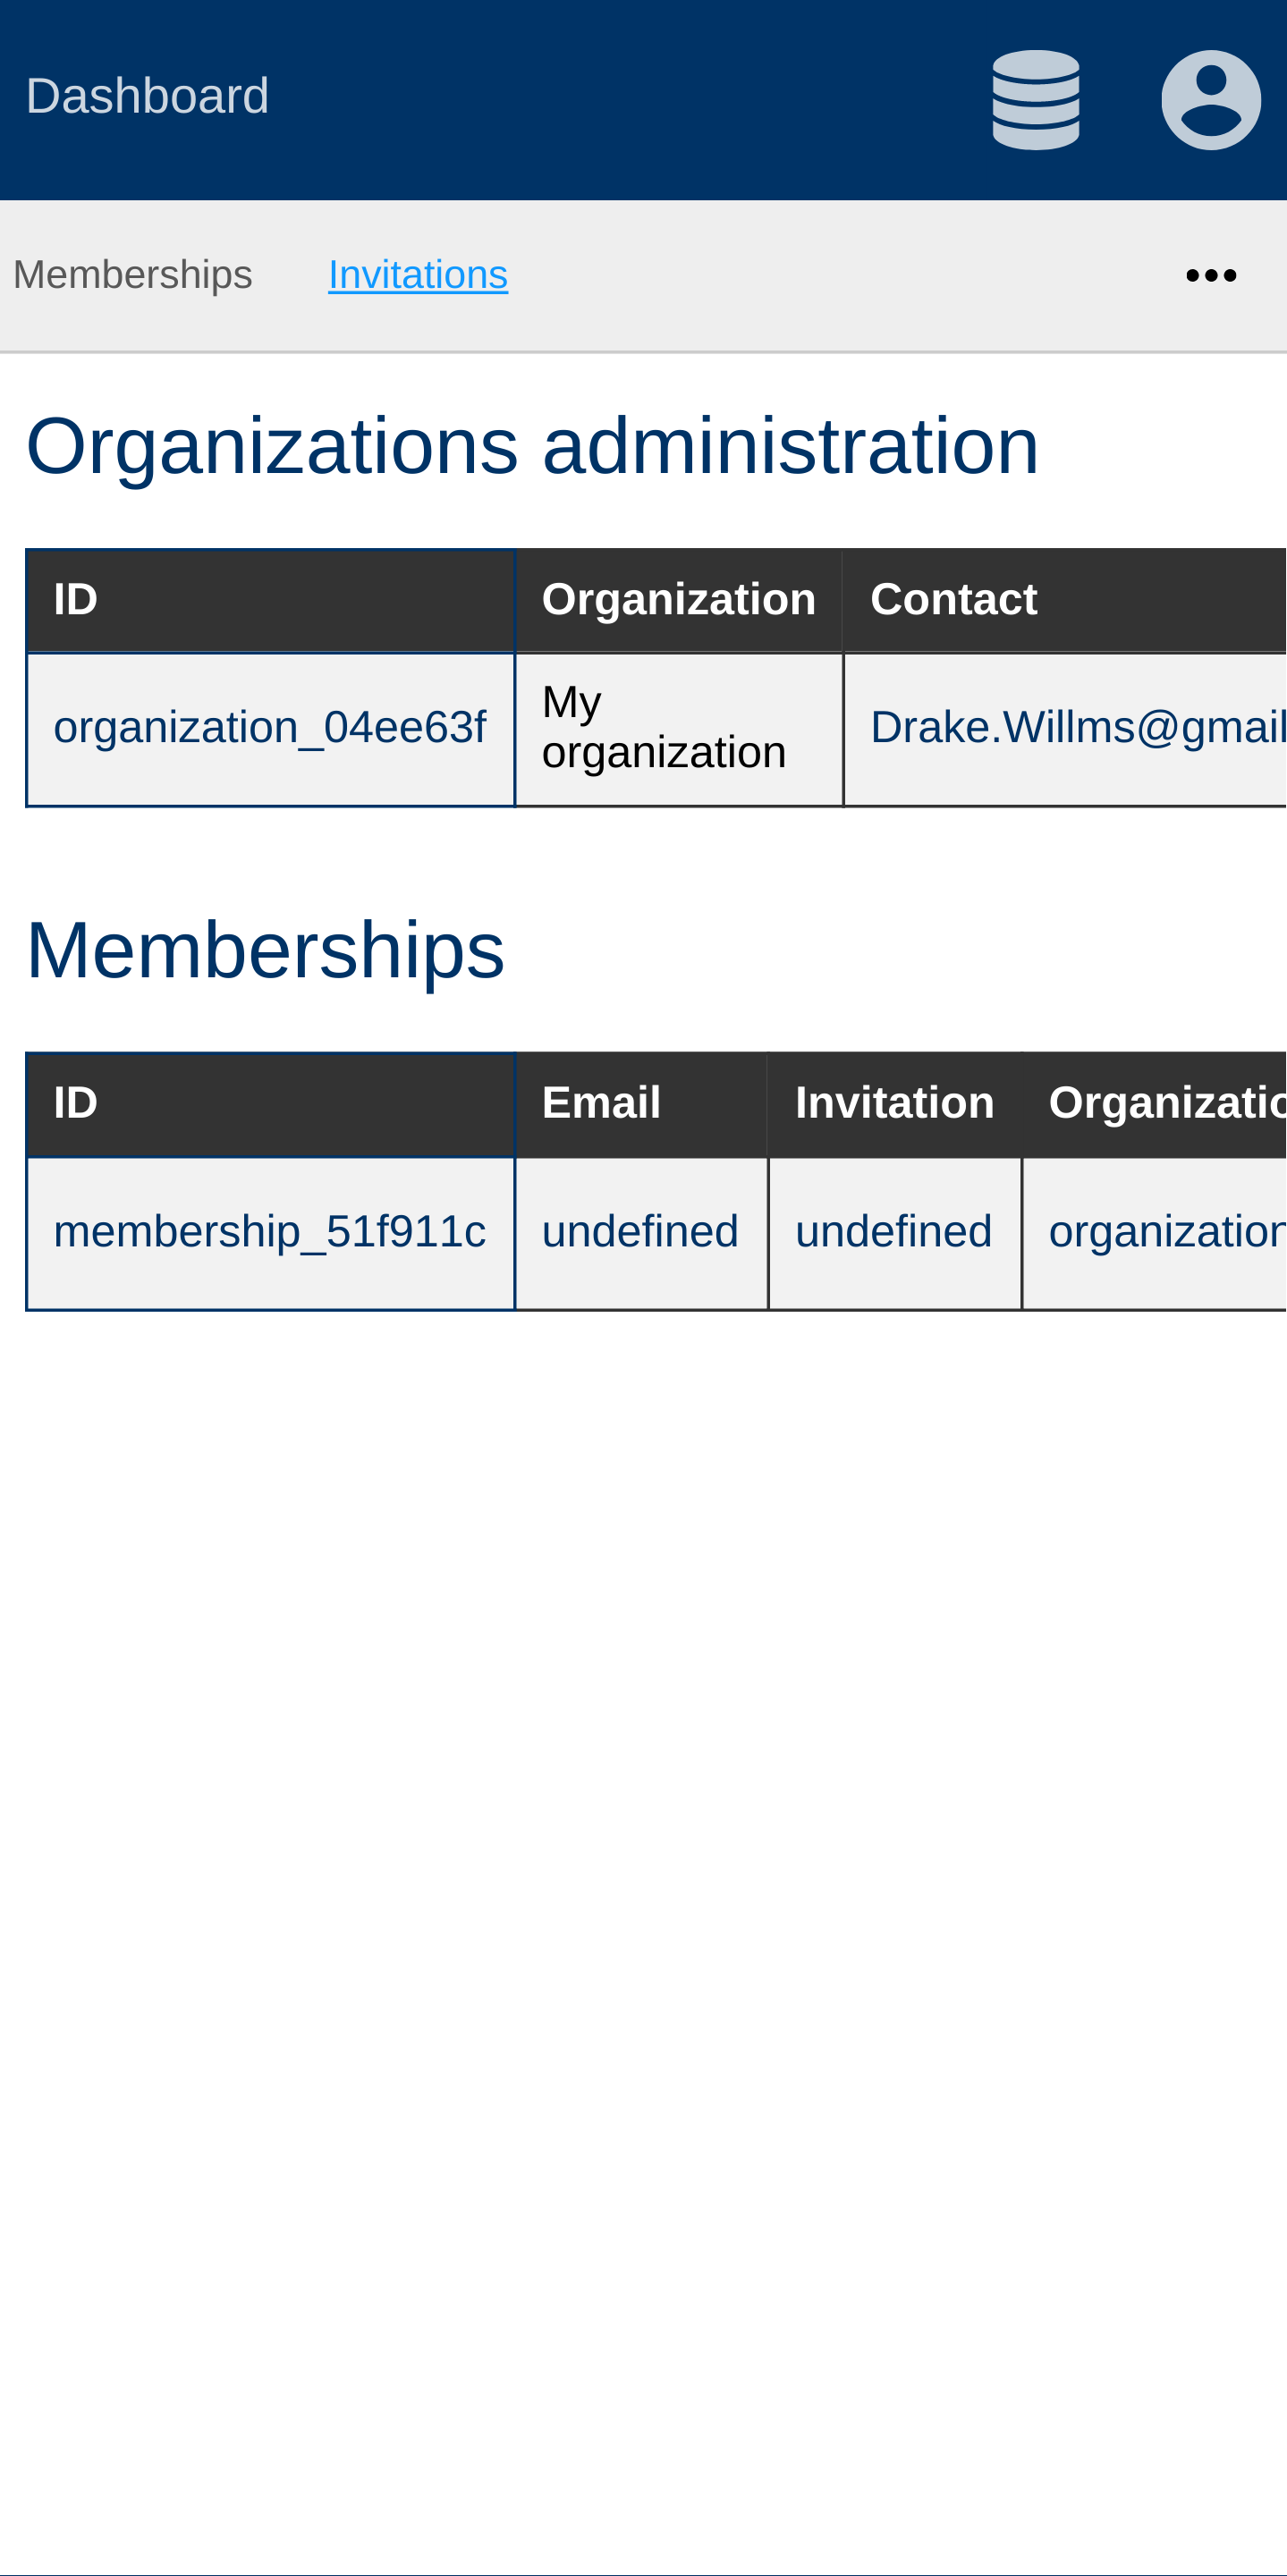 Dashboard
Memberships Invitations
Organizations administration
ID Organization Contact
organization_04ee63f My organization Drake.Willms@gmail
Memberships
ID Email Invitation Organizatio
membership_51f911c undefined undefined organization